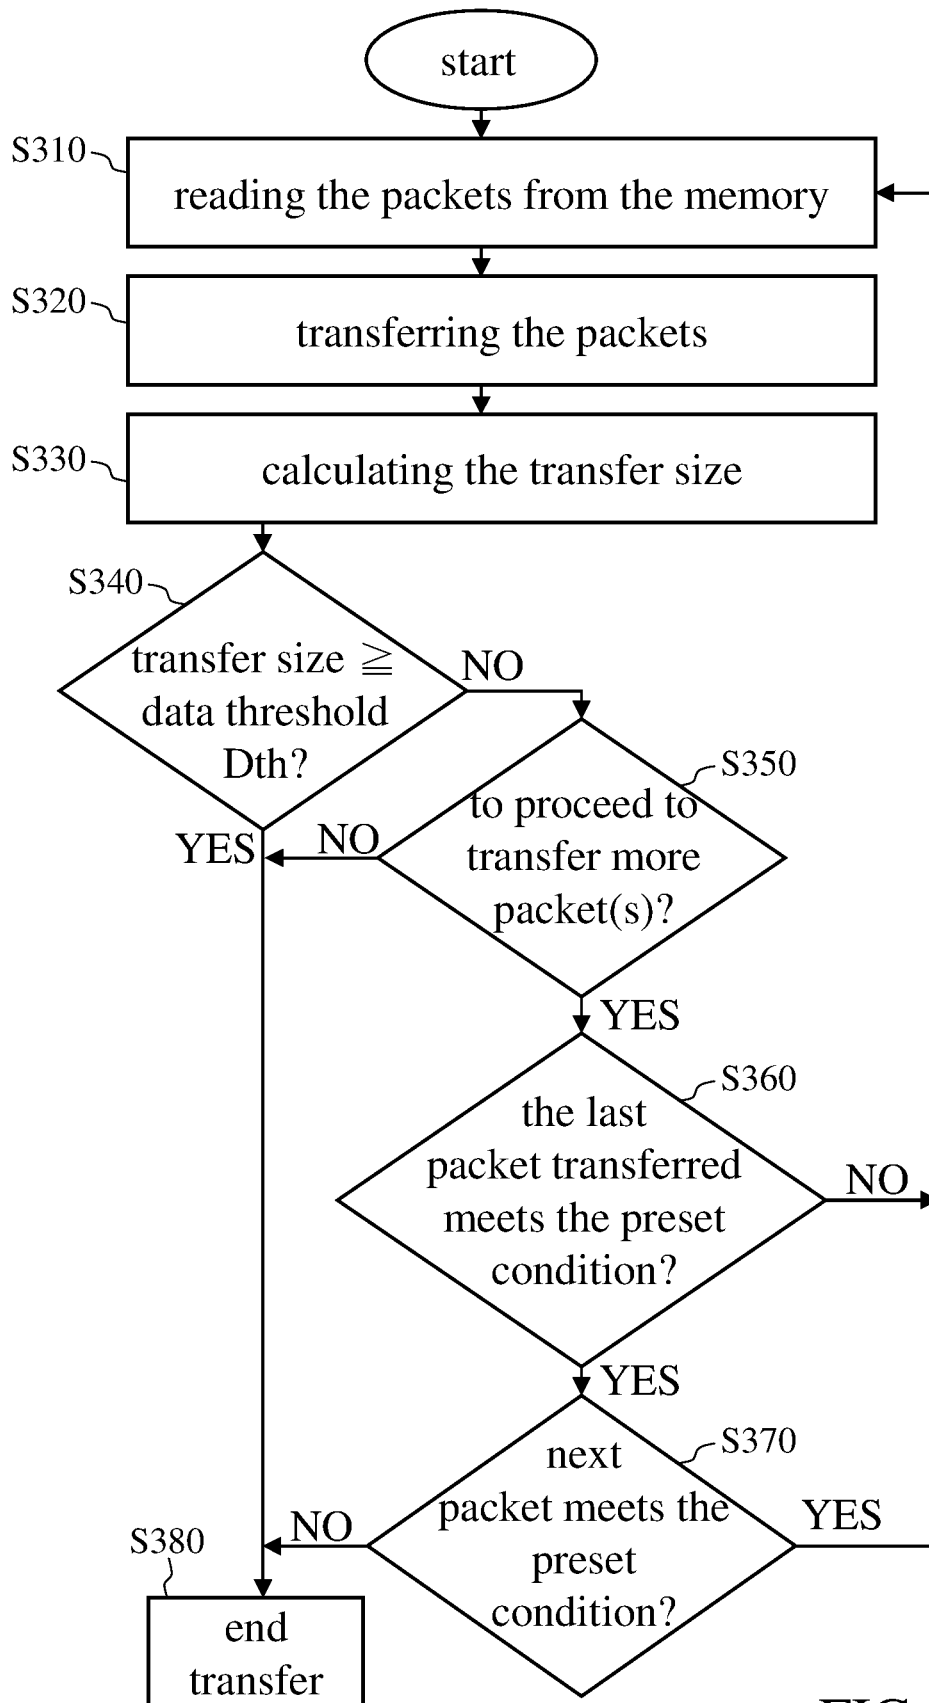 start
S310
reading the packets from the memory
S320
transferring the packets
S330
calculating the transfer size
S340
transfer size ≧
data threshold
Dth?
NO
YES
S350
to proceed to
transfer more
packet(s)?
NO
YES
S360
the last
packet transferred
meets the preset
condition?
NO
YES
S370
next
packet meets the
preset
condition?
YES
NO
S380
end
transfer